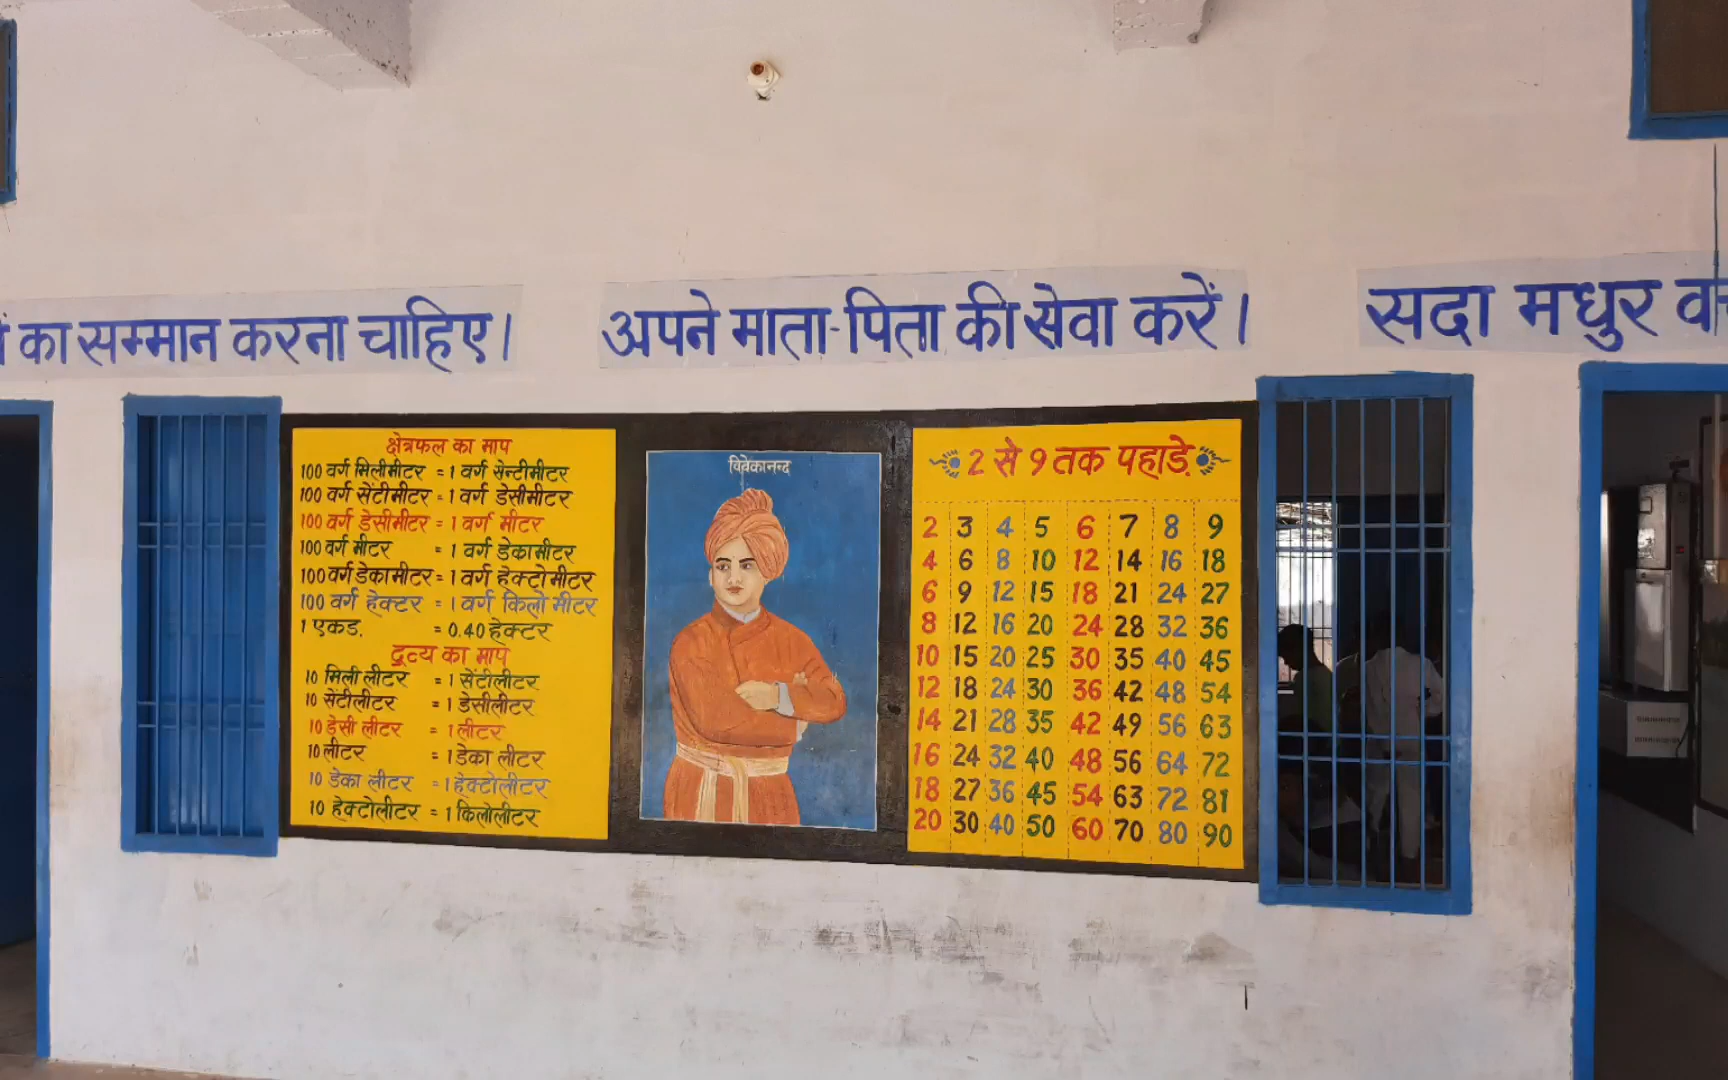 का सम्मान करना चाहिए।
अपने माता-पिता की सेवा करें।
सदा मधुर
क्षेत्रफल का माप
100 वर्ग मिलीमीटर = 1 वर्ग सेन्टीमीटर
100 वर्ग सेंटीमीटर = 1 वर्ग डेसीमीटर
100 वर्ग डेसीमीटर = 1 वर्ग मीटर
100 वर्ग मीटर = 1 वर्ग डेकामीटर
100 वर्ग डेकामीटर = 1 वर्ग हेक्टोमीटर
100 वर्ग हेक्टर = 1 वर्ग किलो मीटर
1 एकड. = 0.40 हेक्टर
द्रव्य का माप
10 मिली लीटर = 1 सेंटीलीटर
10 सेंटीलीटर = 1 डेसीलीटर
10 डेसी लीटर = 1 लीटर
10 लीटर = 1 डेका लीटर
10 डेका लीटर = 1 हेक्टोलीटर
10 हेक्टोलीटर = 1 किलोलीटर
विवेकानन्द
2 से 9 तक पहाडे़
2 3 4 5 6 7 8 9
4 6 8 10 12 14 16 18
6 9 12 15 18 21 24 27
8 12 16 20 24 28 32 36
10 15 20 25 30 35 40 45
12 18 24 30 36 42 48 54
14 21 28 35 42 49 56 63
16 24 32 40 48 56 64 72
18 27 36 45 54 63 72 81
20 30 40 50 60 70 80 90